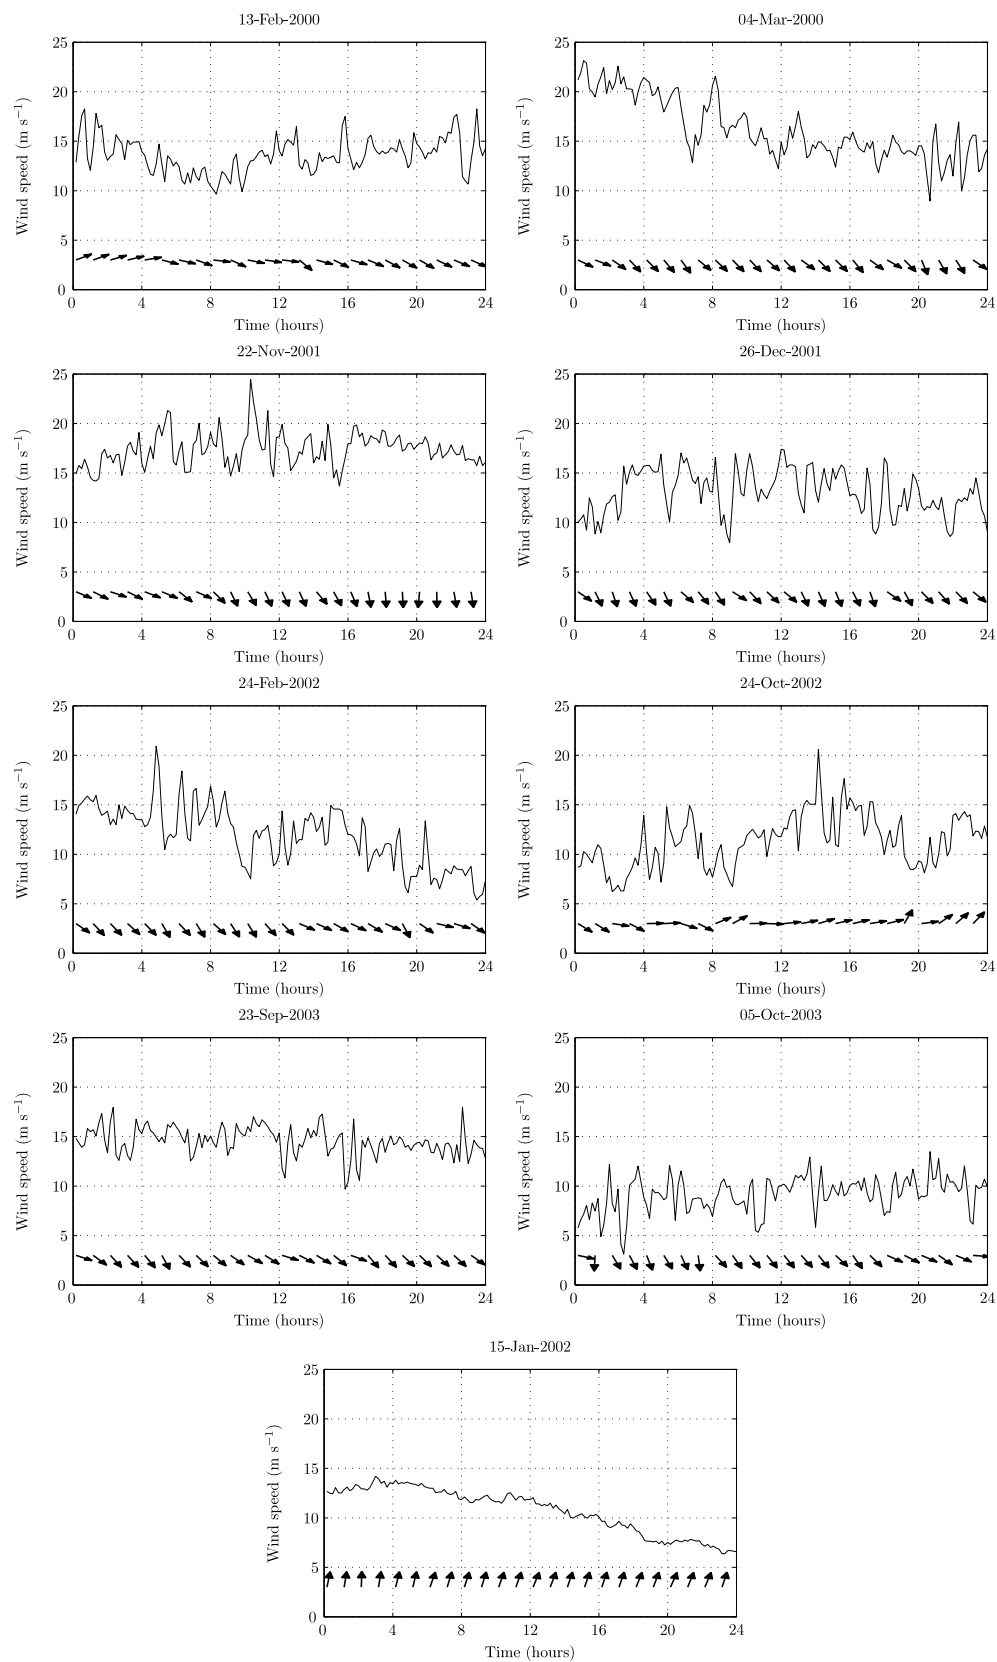 13-Feb-2000
25
20
15
10
5
0
Wind speed (m s⁻¹)
0 4 8 12 16 20 24
Time (hours)
04-Mar-2000
25
20
15
10
5
0
Wind speed (m s⁻¹)
0 4 8 12 16 20 24
Time (hours)
22-Nov-2001
25
20
15
10
5
0
Wind speed (m s⁻¹)
0 4 8 12 16 20 24
Time (hours)
26-Dec-2001
25
20
15
10
5
0
Wind speed (m s⁻¹)
0 4 8 12 16 20 24
Time (hours)
24-Feb-2002
25
20
15
10
5
0
Wind speed (m s⁻¹)
0 4 8 12 16 20 24
Time (hours)
24-Oct-2002
25
20
15
10
5
0
Wind speed (m s⁻¹)
0 4 8 12 16 20 24
Time (hours)
23-Sep-2003
25
20
15
10
5
0
Wind speed (m s⁻¹)
0 4 8 12 16 20 24
Time (hours)
05-Oct-2003
25
20
15
10
5
0
Wind speed (m s⁻¹)
0 4 8 12 16 20 24
Time (hours)
15-Jan-2002
25
20
15
10
5
0
Wind speed (m s⁻¹)
0 4 8 12 16 20 24
Time (hours)